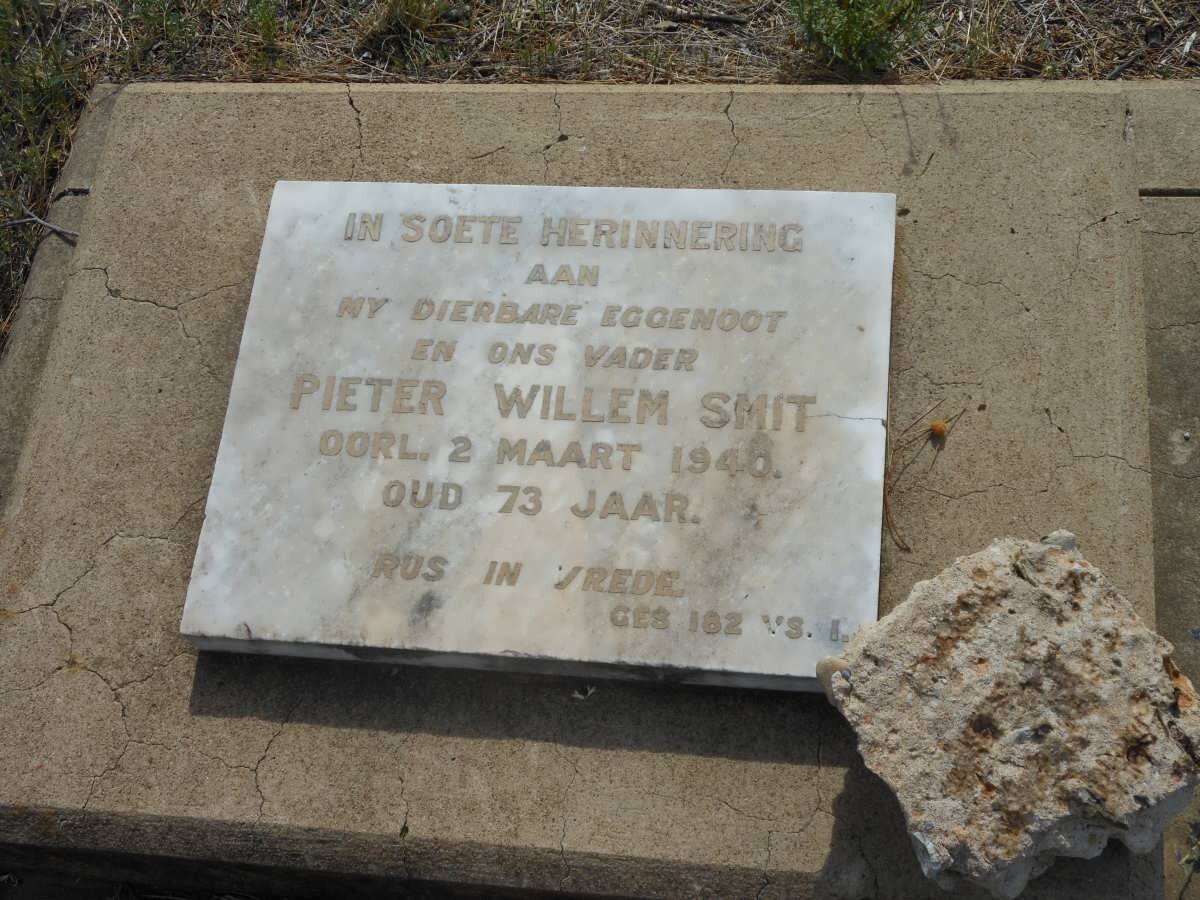 IN SOETE HERINNERING
AAN
MY DIERBARE EGGENOOT
EN ONS VADER
PIETER WILLEM SMIT
OORL. 2 MAART 1940.
OUD 73 JAAR.
RUS IN VREDE.
GES 182 VS. 1.